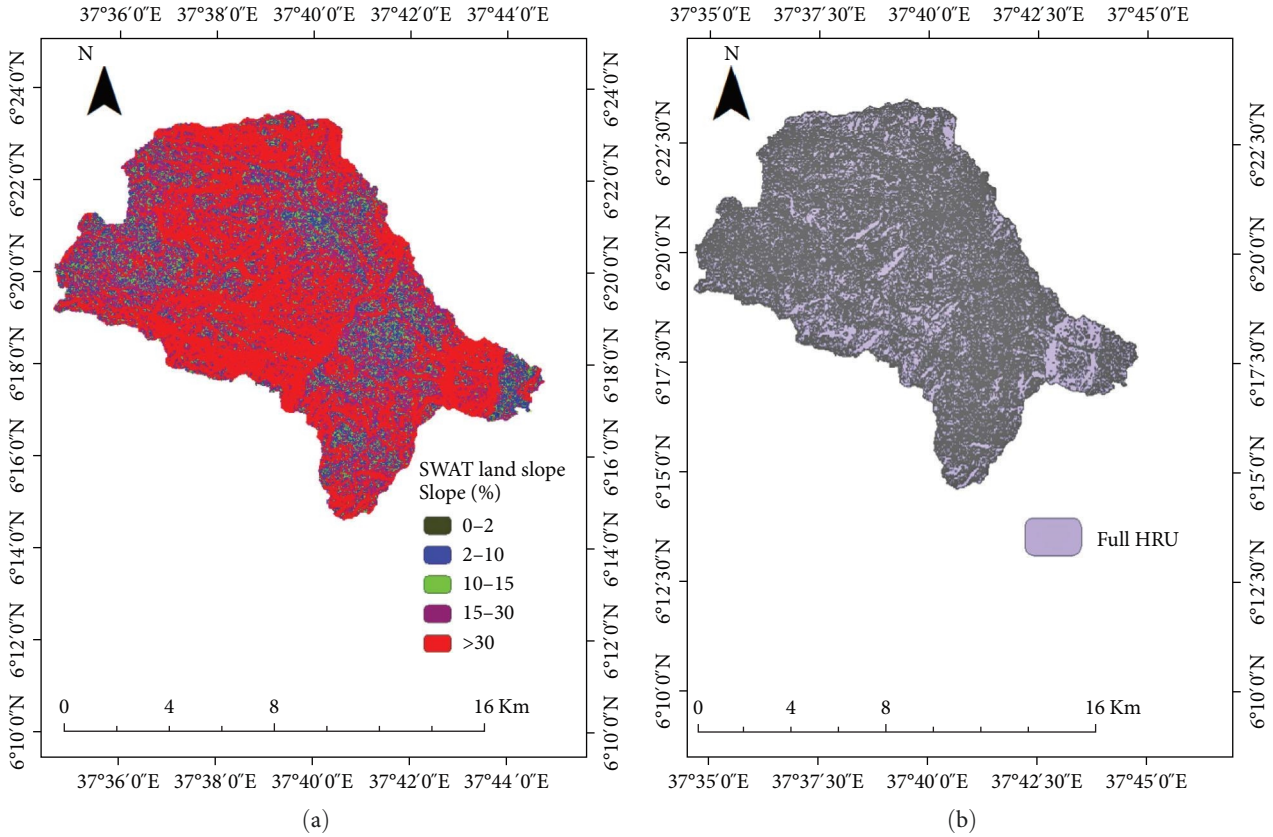 37°36′0″E 37°38′0″E 37°40′0″E 37°42′0″E 37°44′0″E
N
6°24′0″N
6°22′0″N
6°20′0″N
6°18′0″N
6°16′0″N
6°14′0″N
6°12′0″N
6°10′0″N
6°24′0″N
6°22′0″N
6°20′0″N
6°18′0″N
6°16′0″N
6°14′0″N
6°12′0″N
6°10′0″N
SWAT land slope
Slope (%)
0–2
2–10
10–15
15–30
>30
0 4 8 16 Km
37°36′0″E 37°38′0″E 37°40′0″E 37°42′0″E 37°44′0″E
(a)
37°35′0″E 37°37′30″E 37°40′0″E 37°42′30″E 37°45′0″E
N
6°22′30″N
6°20′0″N
6°17′30″N
6°15′0″N
6°12′30″N
6°10′0″N
6°22′30″N
6°20′0″N
6°17′30″N
6°15′0″N
6°12′30″N
6°10′0″N
Full HRU
0 4 8 16 Km
37°35′0″E 37°37′30″E 37°40′0″E 37°42′30″E 37°45′0″E
(b)